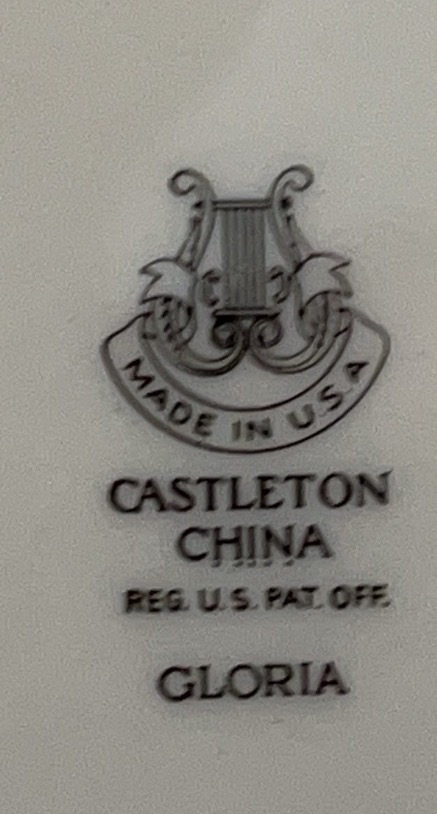 MADE IN U.S.A
CASTLETON
CHINA
REG. U.S. PAT. OFF.
GLORIA